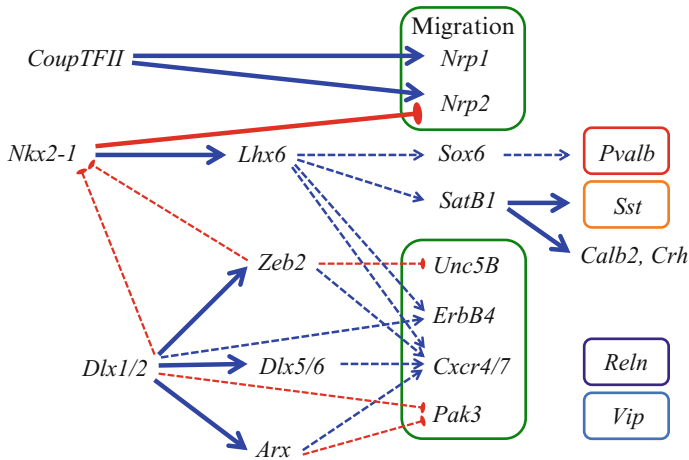 Migration
CoupTFII
Nrp1
Nrp2
Nkx2-1
Lhx6
Sox6
Pvalb
SatB1
Sst
Calb2, Crh
Zeb2
Unc5B
ErbB4
Dlx1/2
Dlx5/6
Cxcr4/7
Reln
Pak3
Vip
Arx